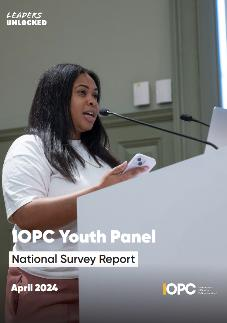 LEADERS
UNLOCKED
IOPC Youth Panel
National Survey Report
April 2024
IOPC